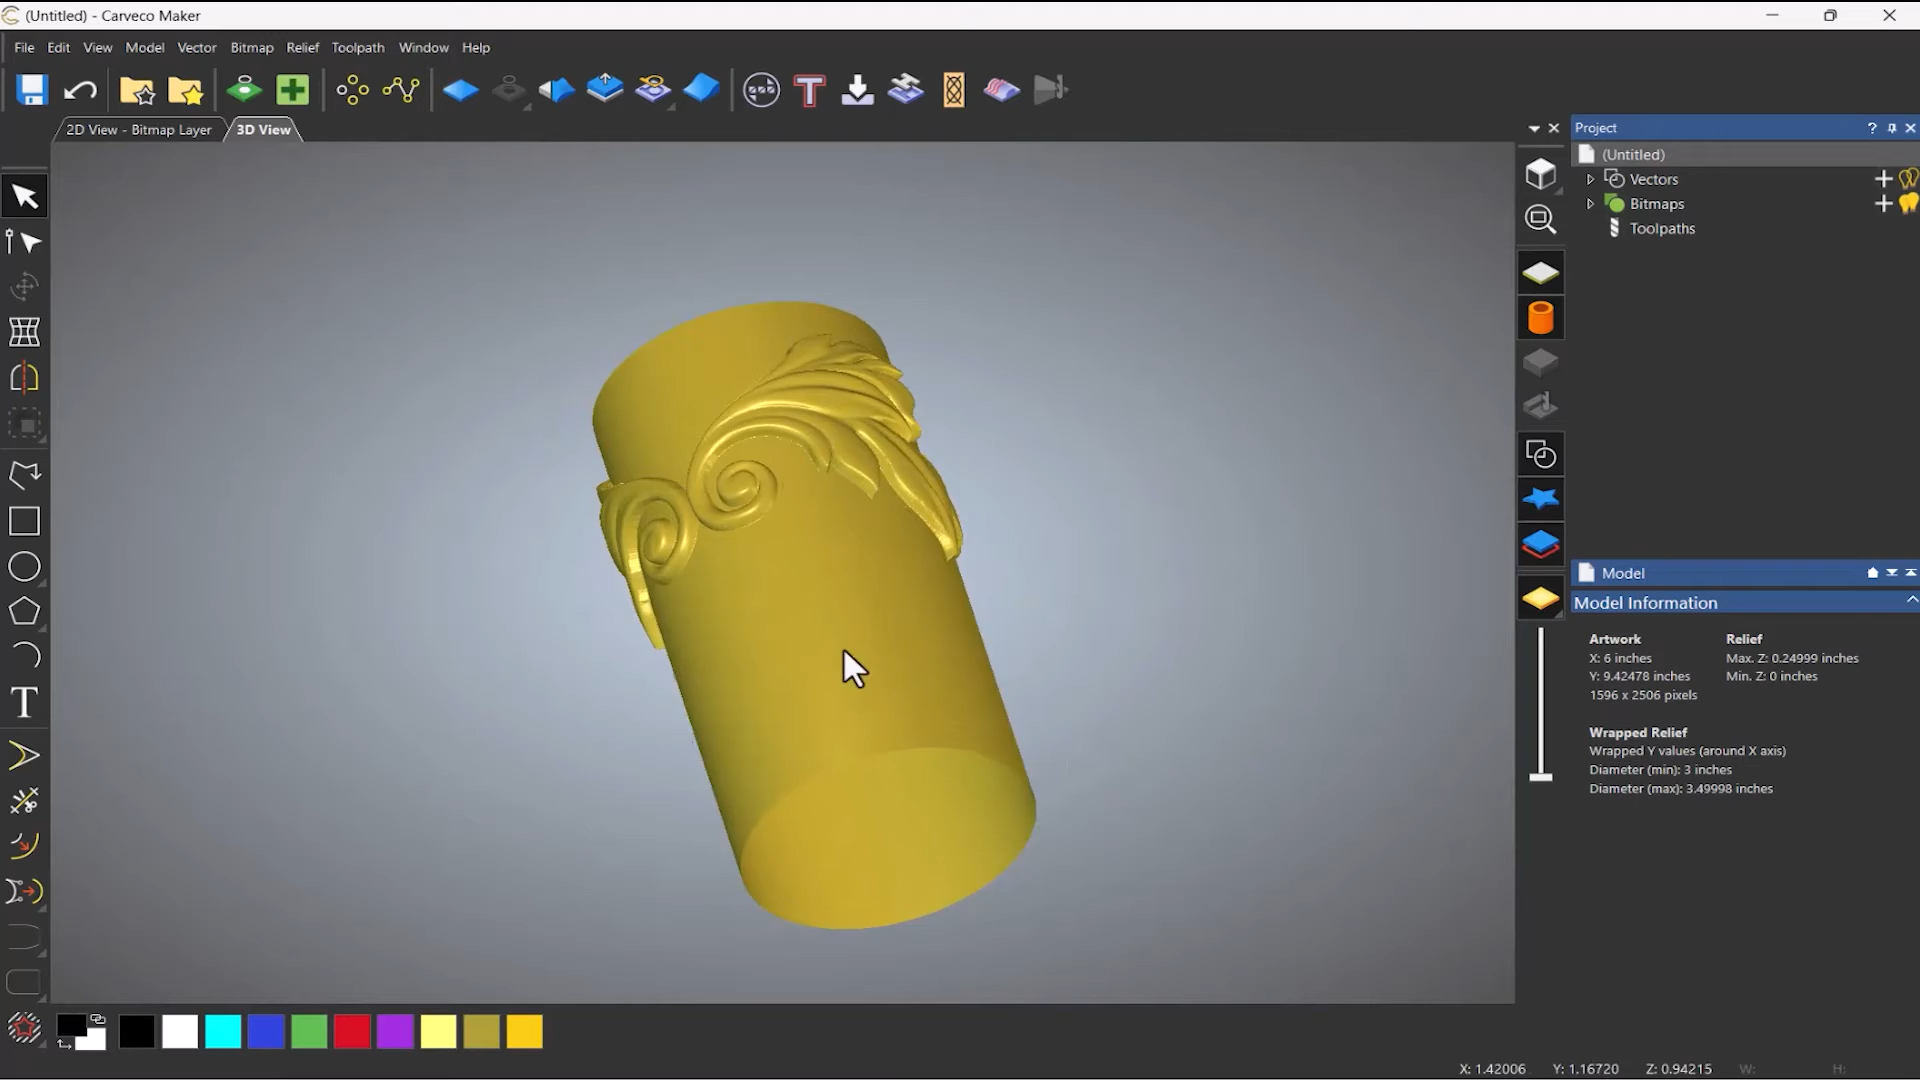 (Untitled) - Carveco Maker
File Edit View Model Vector Bitmap Relief Toolpath Window Help
2D View - Bitmap Layer 3D View
Project ?
(Untitled)
Vectors
Bitmaps
Toolpaths
Model
Model Information
Artwork Relief
X: 6 inches Max. Z: 0.24999 inches
Y: 9.42478 inches Min. Z: 0 inches
1596 x 2506 pixels
Wrapped Relief
Wrapped Y values (around X axis)
Diameter (min): 3 inches
Diameter (max): 3.49998 inches
T
T
X: 1.42006 Y: 1.16720 Z: 0.94215 W: H: